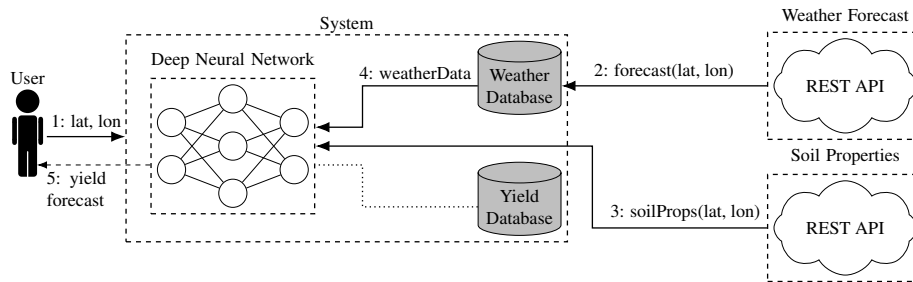 System
Weather Forecast
User
Deep Neural Network
4: weatherData
Weather
Database
2: forecast(lat, lon)
REST API
1: lat, lon
Soil Properties
5: yield
forecast
Yield
Database
3: soilProps(lat, lon)
REST API